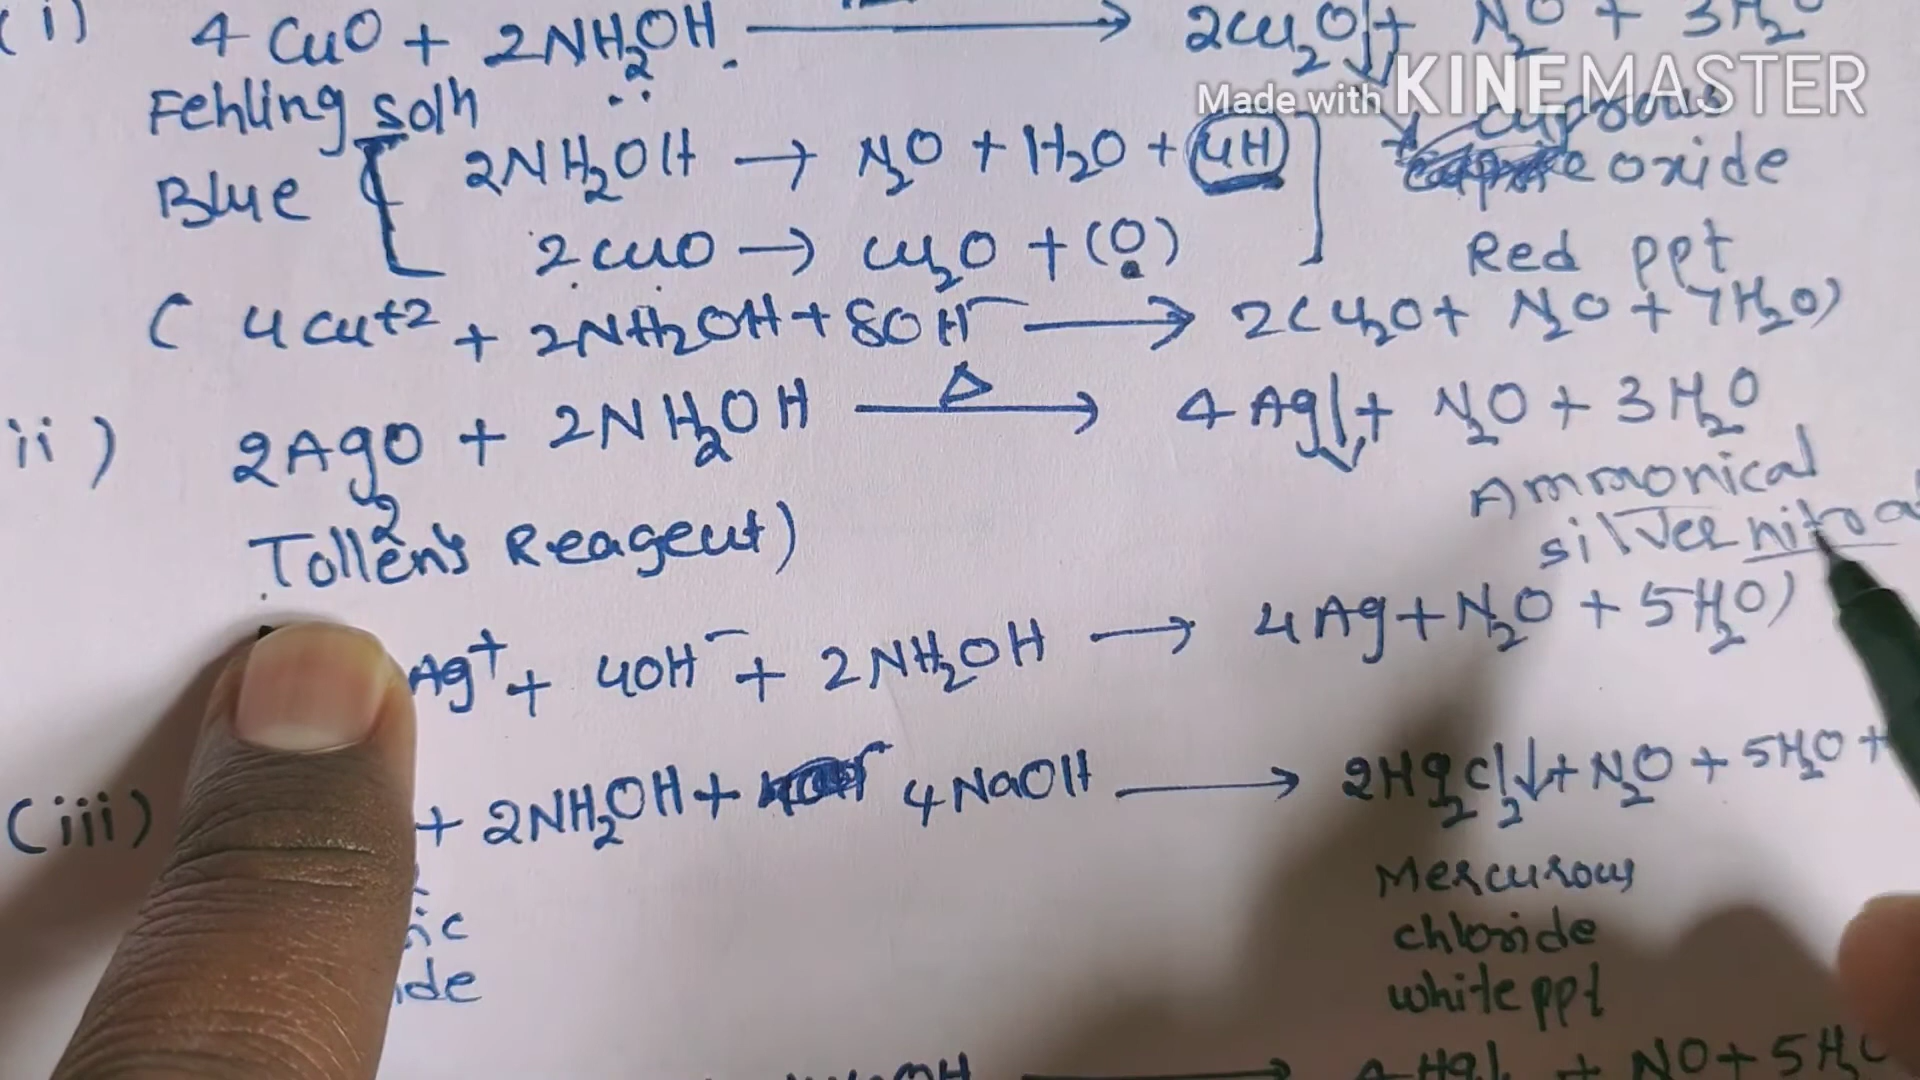 (i) 4CuO + 2NH₂OH ⟶ 2Cu₂O↓ + N₂O + 3H₂O
Made with KINEMASTER
Fehling soln
cuprous
Blue [ 2NH₂OH → N₂O + H₂O + (4H) ]
oxide
2CuO → Cu₂O + (O)
Red ppt
( 4Cu+2 + 2NH₂OH + 8OH⁻ ⟶ 2Cu₂O + N₂O + 7H₂O)
ii) 2Ag₂O + 2NH₂OH —Δ→ 4Ag↓ + N₂O + 3H₂O
Tollen's Reagent)
Ammonical
silver
Ag⁺ + 4OH⁻ + 2NH₂OH → 4Ag + N₂O + 5H₂O)
(iii) + 2NH₂OH + 4NaOH ⟶ 2Hg₂Cl₂↓ + N₂O + 5H₂O +
Mercurous
chloride
white ppt
⟶ + NO + 5H₂O